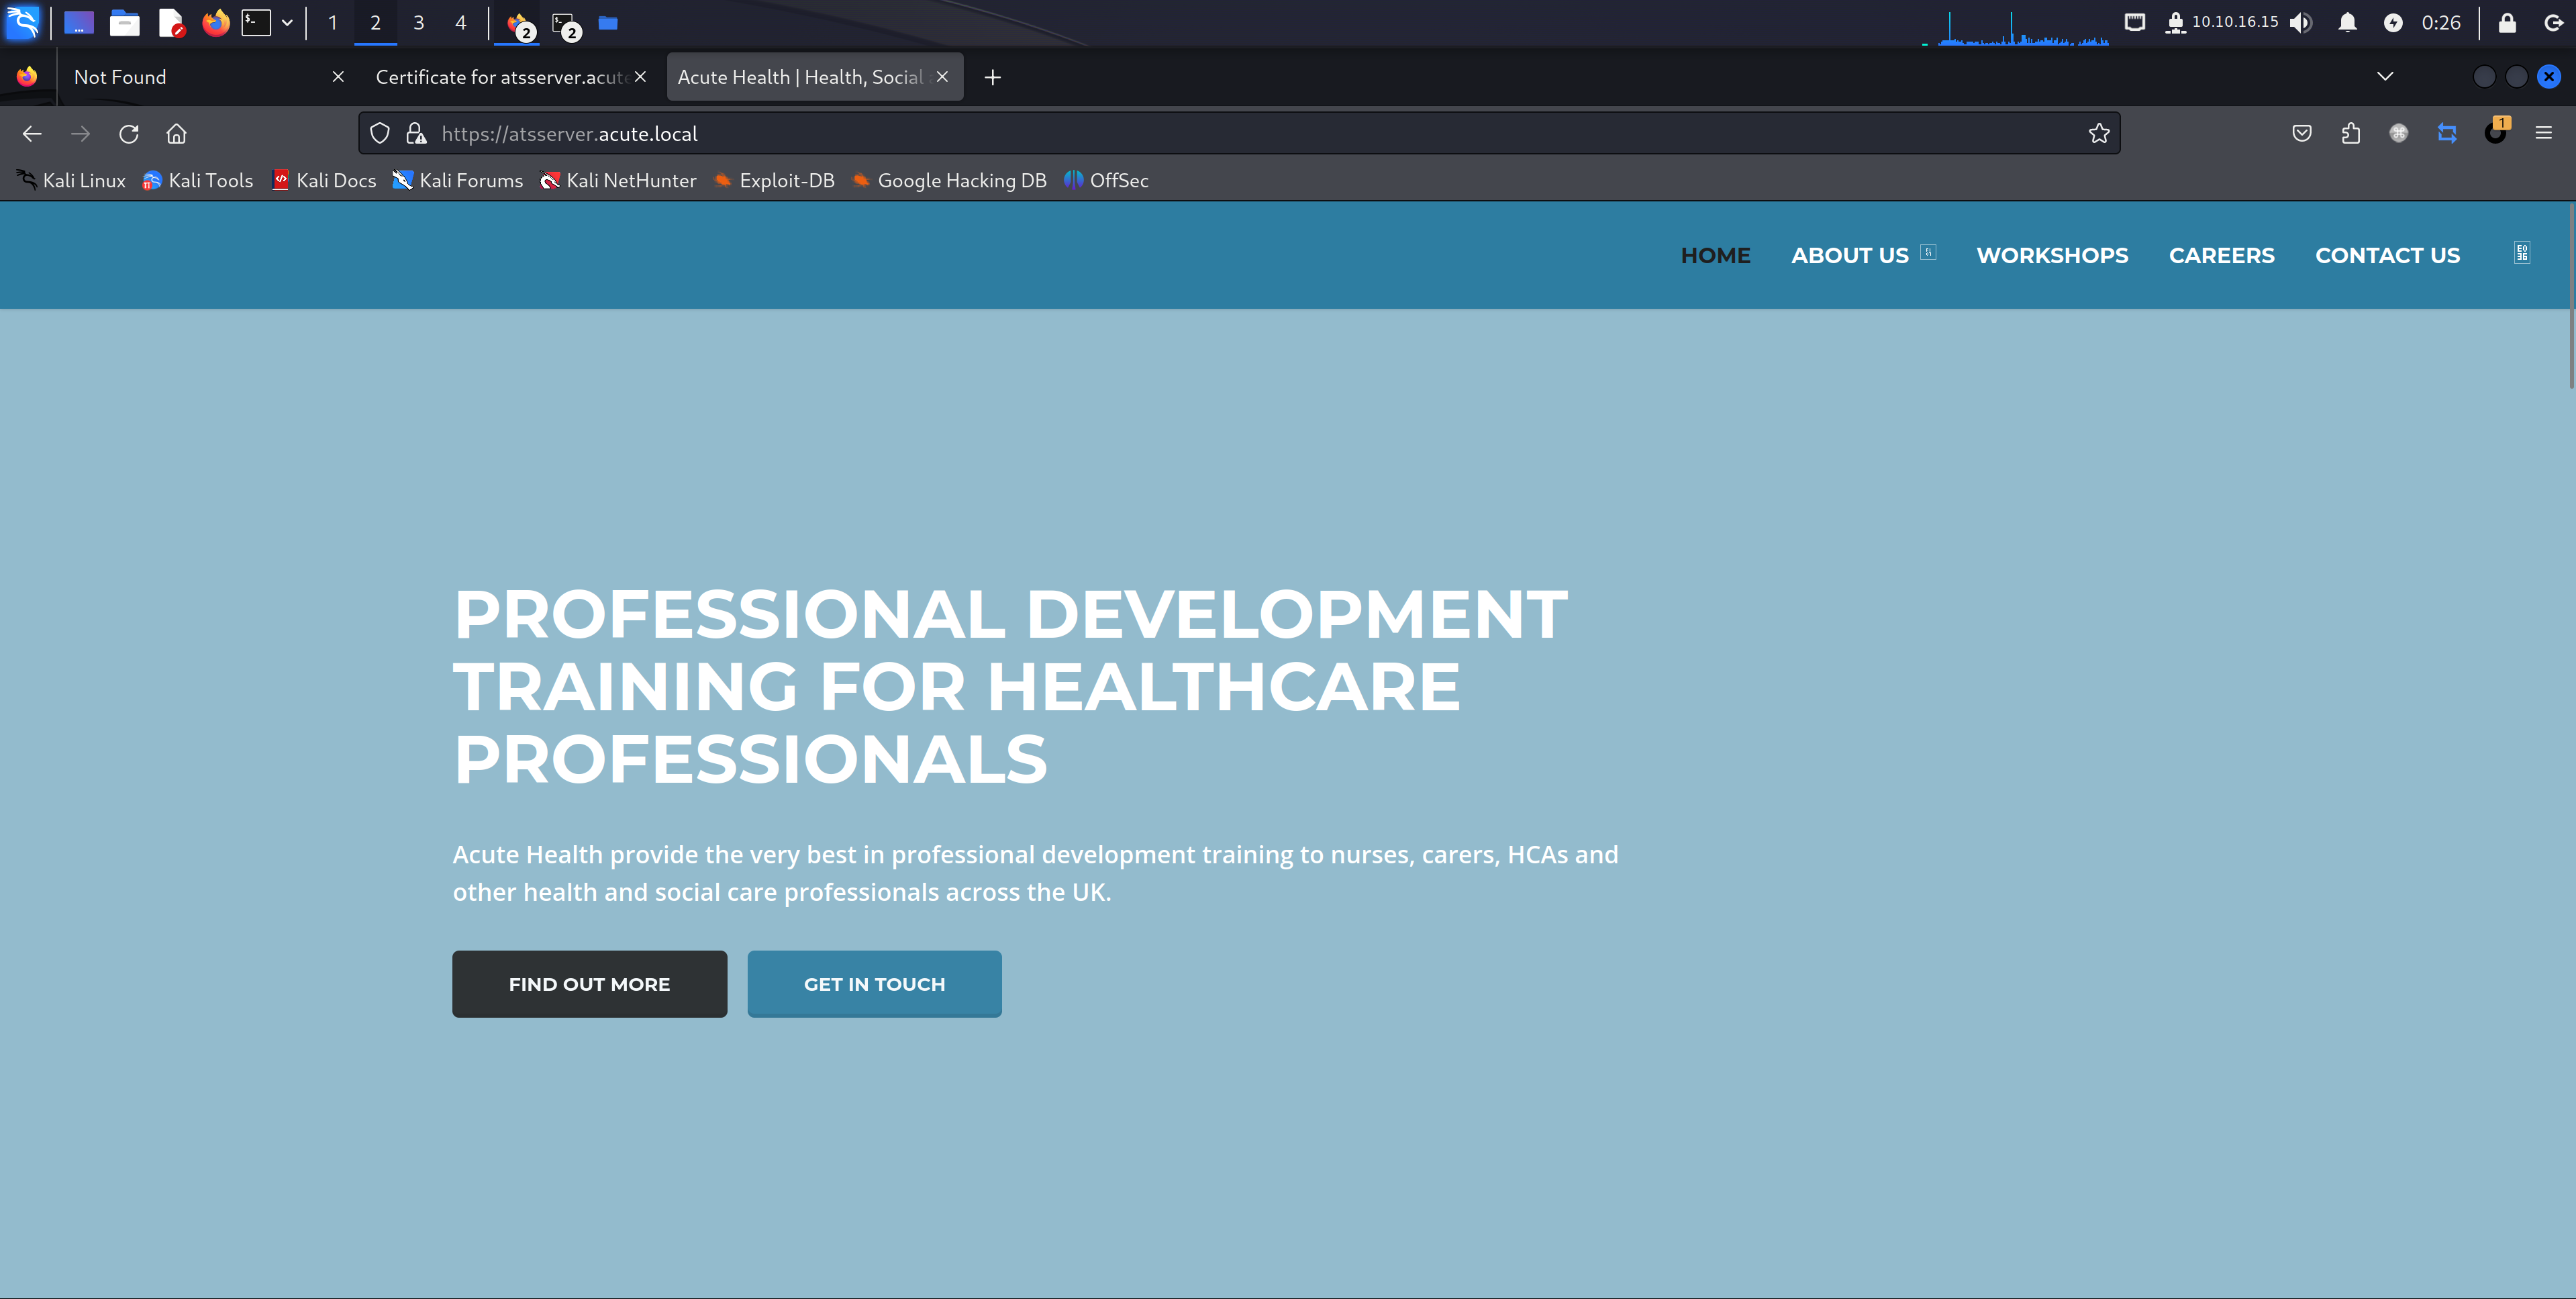 1 2 3 4 2 2 10.10.16.15 0:26
Not Found Certificate for atsserver.acute Acute Health | Health, Social
https://atsserver.acute.local 1
Kali Linux Kali Tools Kali Docs Kali Forums Kali NetHunter Exploit-DB Google Hacking DB OffSec
HOME ABOUT US WORKSHOPS CAREERS CONTACT US
PROFESSIONAL DEVELOPMENT
TRAINING FOR HEALTHCARE
PROFESSIONALS
Acute Health provide the very best in professional development training to nurses, carers, HCAs and
other health and social care professionals across the UK.
FIND OUT MORE GET IN TOUCH